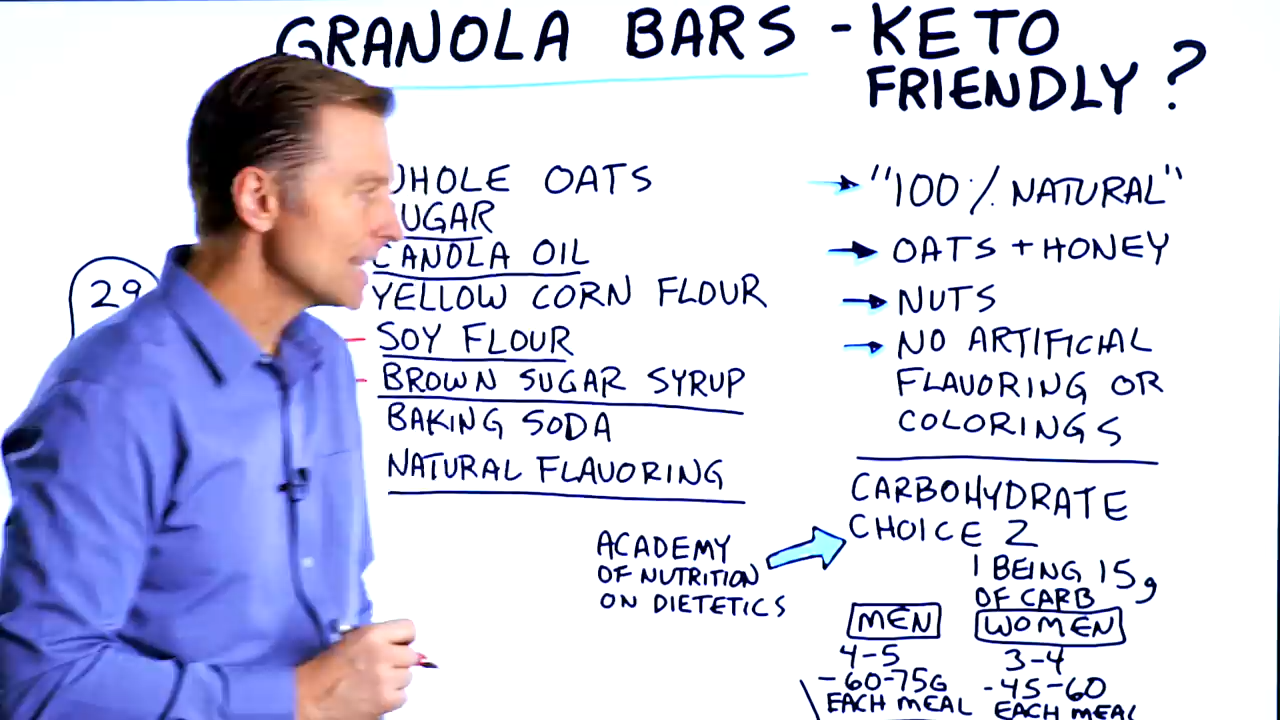 GRANOLA BARS - KETO
FRIENDLY ?
WHOLE OATS
SUGAR
CANOLA OIL
YELLOW CORN FLOUR
SOY FLOUR
BROWN SUGAR SYRUP
BAKING SODA
NATURAL FLAVORING
29
"100% NATURAL"
OATS + HONEY
NUTS
NO ARTIFICIAL
FLAVORING OR
COLORINGS
CARBOHYDRATE
CHOICE 2
1 BEING 15g
OF CARB
ACADEMY
OF NUTRITION
ON DIETETICS
MEN
4-5
-60-75G
EACH MEAL
WOMEN
3-4
-45-60
EACH MEAL